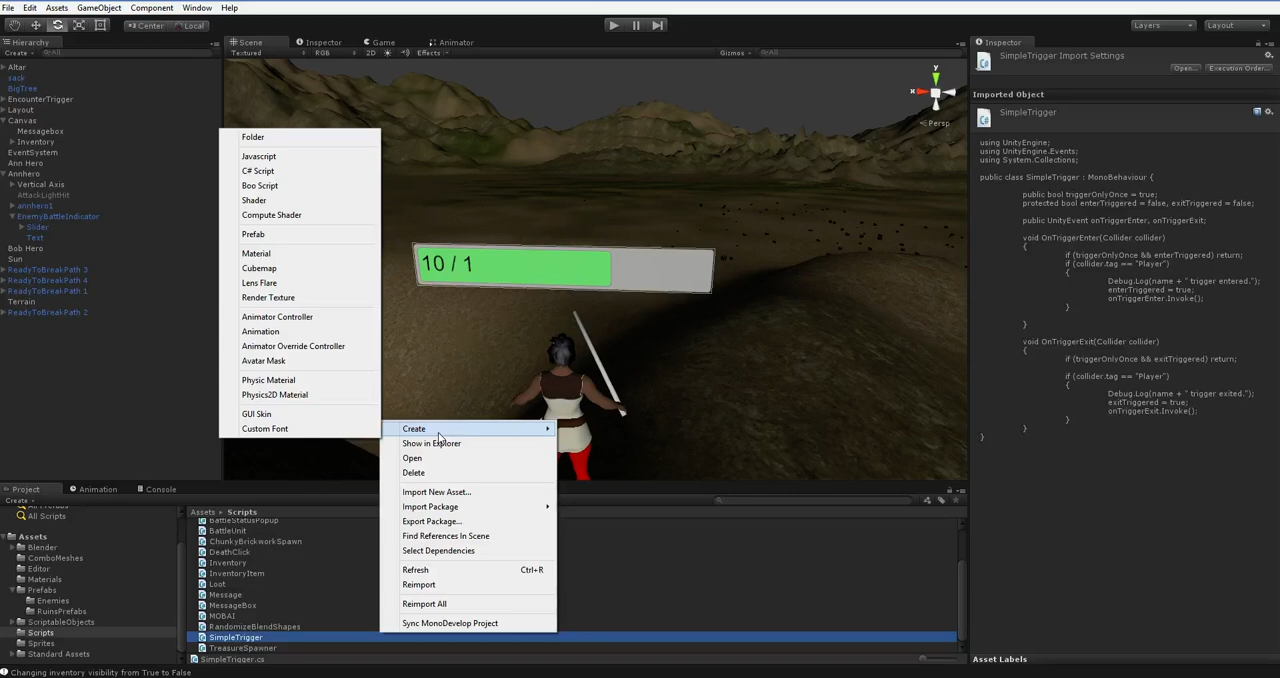 File Edit Assets GameObject Component Window Help
Center Local
Layers Layout
Hierarchy
Create All
Altar
sack
BigTree
EncounterTrigger
Layout
Canvas
Messagebox
Inventory
EventSystem
Ann Hero
Annhero
Vertical Axis
AttackLightHit
annhero1
EnemyBattleIndicator
Slider
Text
Bob Hero
Sun
ReadyToBreakPath 3
ReadyToBreakPath 4
ReadyToBreakPath 1
Terrain
ReadyToBreakPath 2
Scene Inspector Game Animator
Textured RGB 2D Effects Gizmos All
y
x
Persp
10 / 1
Folder
Javascript
C# Script
Boo Script
Shader
Compute Shader
Prefab
Material
Cubemap
Lens Flare
Render Texture
Animator Controller
Animation
Animator Override Controller
Avatar Mask
Physic Material
Physics2D Material
GUI Skin
Custom Font
Create
Show in Explorer
Open
Delete
Import New Asset...
Import Package
Export Package...
Find References In Scene
Select Dependencies
Refresh Ctrl+R
Reimport
Reimport All
Sync MonoDevelop Project
Inspector
SimpleTrigger Import Settings
Open... Execution Order...
Imported Object
SimpleTrigger
using UnityEngine;
using UnityEngine.Events;
using System.Collections;
public class SimpleTrigger : MonoBehaviour {
public bool triggerOnlyOnce = true;
protected bool enterTriggered = false, exitTriggered = false;
public UnityEvent onTriggerEnter, onTriggerExit;
void OnTriggerEnter(Collider collider)
{
if (triggerOnlyOnce && enterTriggered) return;
if (collider.tag == "Player")
{
Debug.Log(name + " trigger entered.");
enterTriggered = true;
onTriggerEnter.Invoke();
}
}
void OnTriggerExit(Collider collider)
{
if (triggerOnlyOnce && exitTriggered) return;
if (collider.tag == "Player")
{
Debug.Log(name + " trigger exited.");
exitTriggered = true;
onTriggerExit.Invoke();
}
}
}
Asset Labels
Project Animation Console
Create
All Prefabs
All Scripts
Assets
Blender
ComboMeshes
Editor
Materials
Prefabs
Enemies
RuinsPrefabs
ScriptableObjects
Scripts
Sprites
Standard Assets
Assets Scripts
BattleStatusPopup
BattleUnit
ChunkyBrickworkSpawn
DeathClick
Inventory
InventoryItem
Loot
Message
MessageBox
MOBAI
RandomizeBlendShapes
SimpleTrigger
TreasureSpawner
SimpleTrigger.cs
Changing inventory visibility from True to False